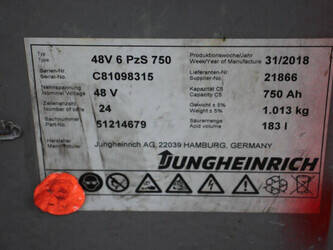 Typ
Type
48V 6 PzS 750
Produktionswoche/Jahr
Week/Year of Manufacture
31/2018
Serien-Nr.
Serial-No.
C81098315
Lieferanten-Nr.
Supplier No.
21866
Nennspannung
Nominal Voltage
48 V
Kapazität C5
Capacity C5
750 Ah
Zellenanzahl
Number of Cells
24
Gewicht ± 5%
Weight ± 5%
1.013 kg
Sachnummer
Part-No.
51214679
Säuremenge
Acid volume
183 l
Hersteller
Manufacturer
Jungheinrich AG, 22039 HAMBURG, GERMANY
JUNGHEINRICH